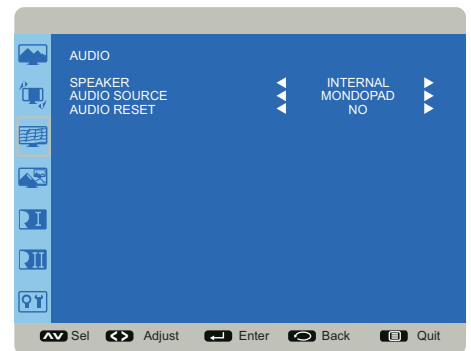 AUDIO
SPEAKER INTERNAL
AUDIO SOURCE MONDOPAD
AUDIO RESET NO
Sel Adjust Enter Back Quit